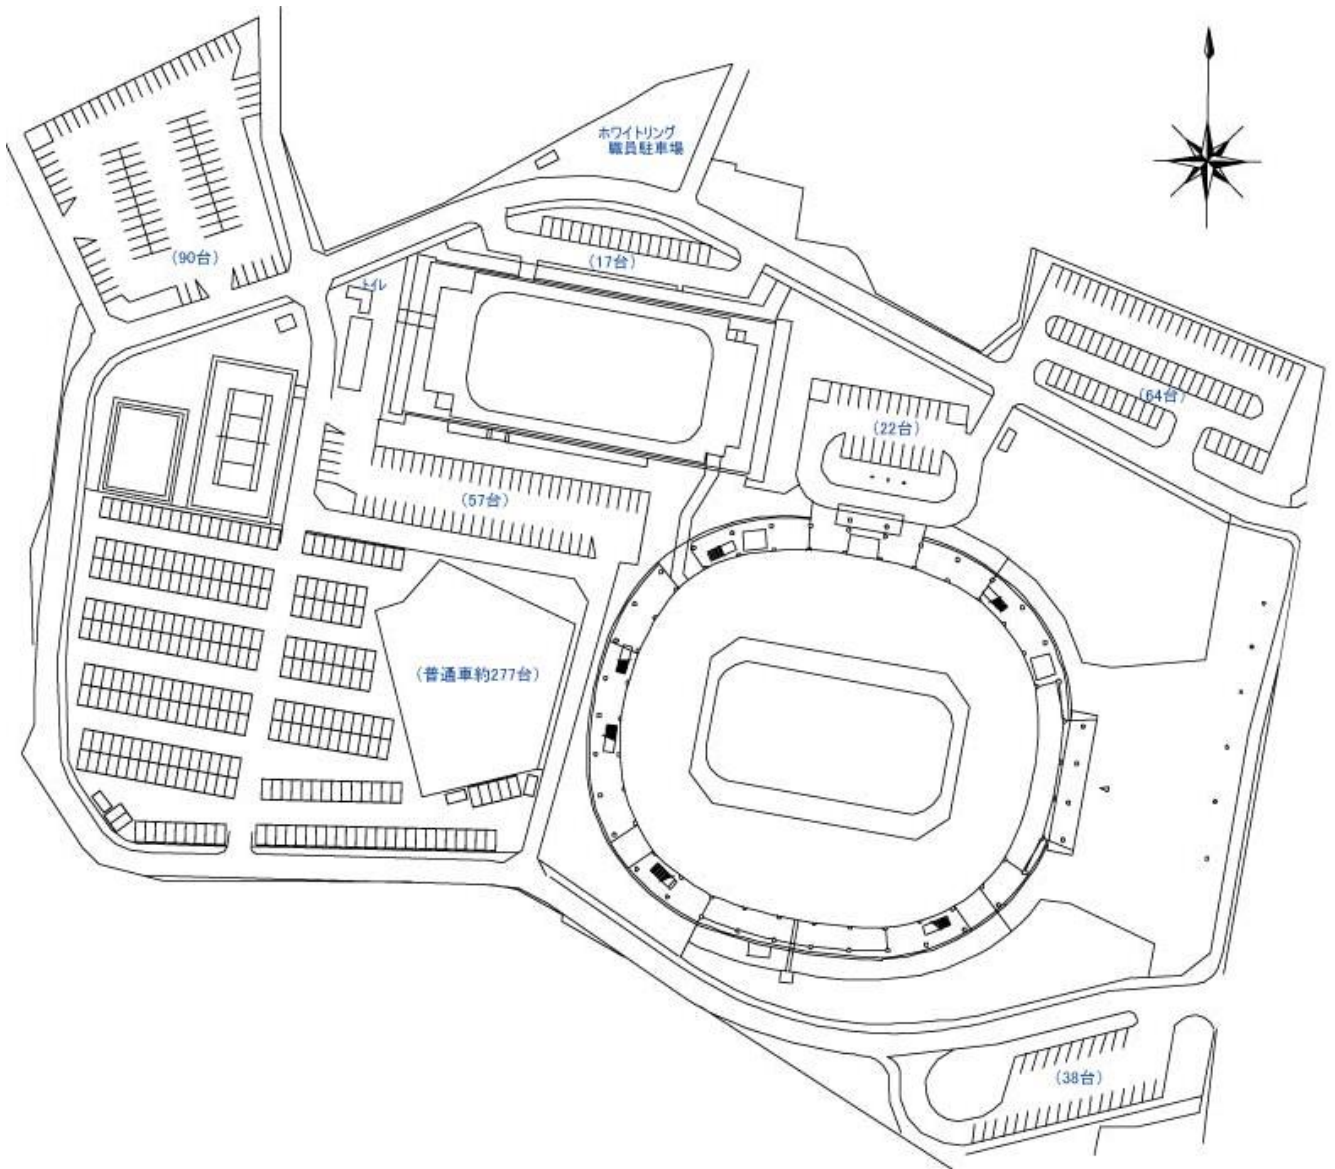 ホワイトリング
職員駐車場
(90台)
(17台)
トイレ
(64台)
(22台)
(57台)
(普通車約277台)
(38台)